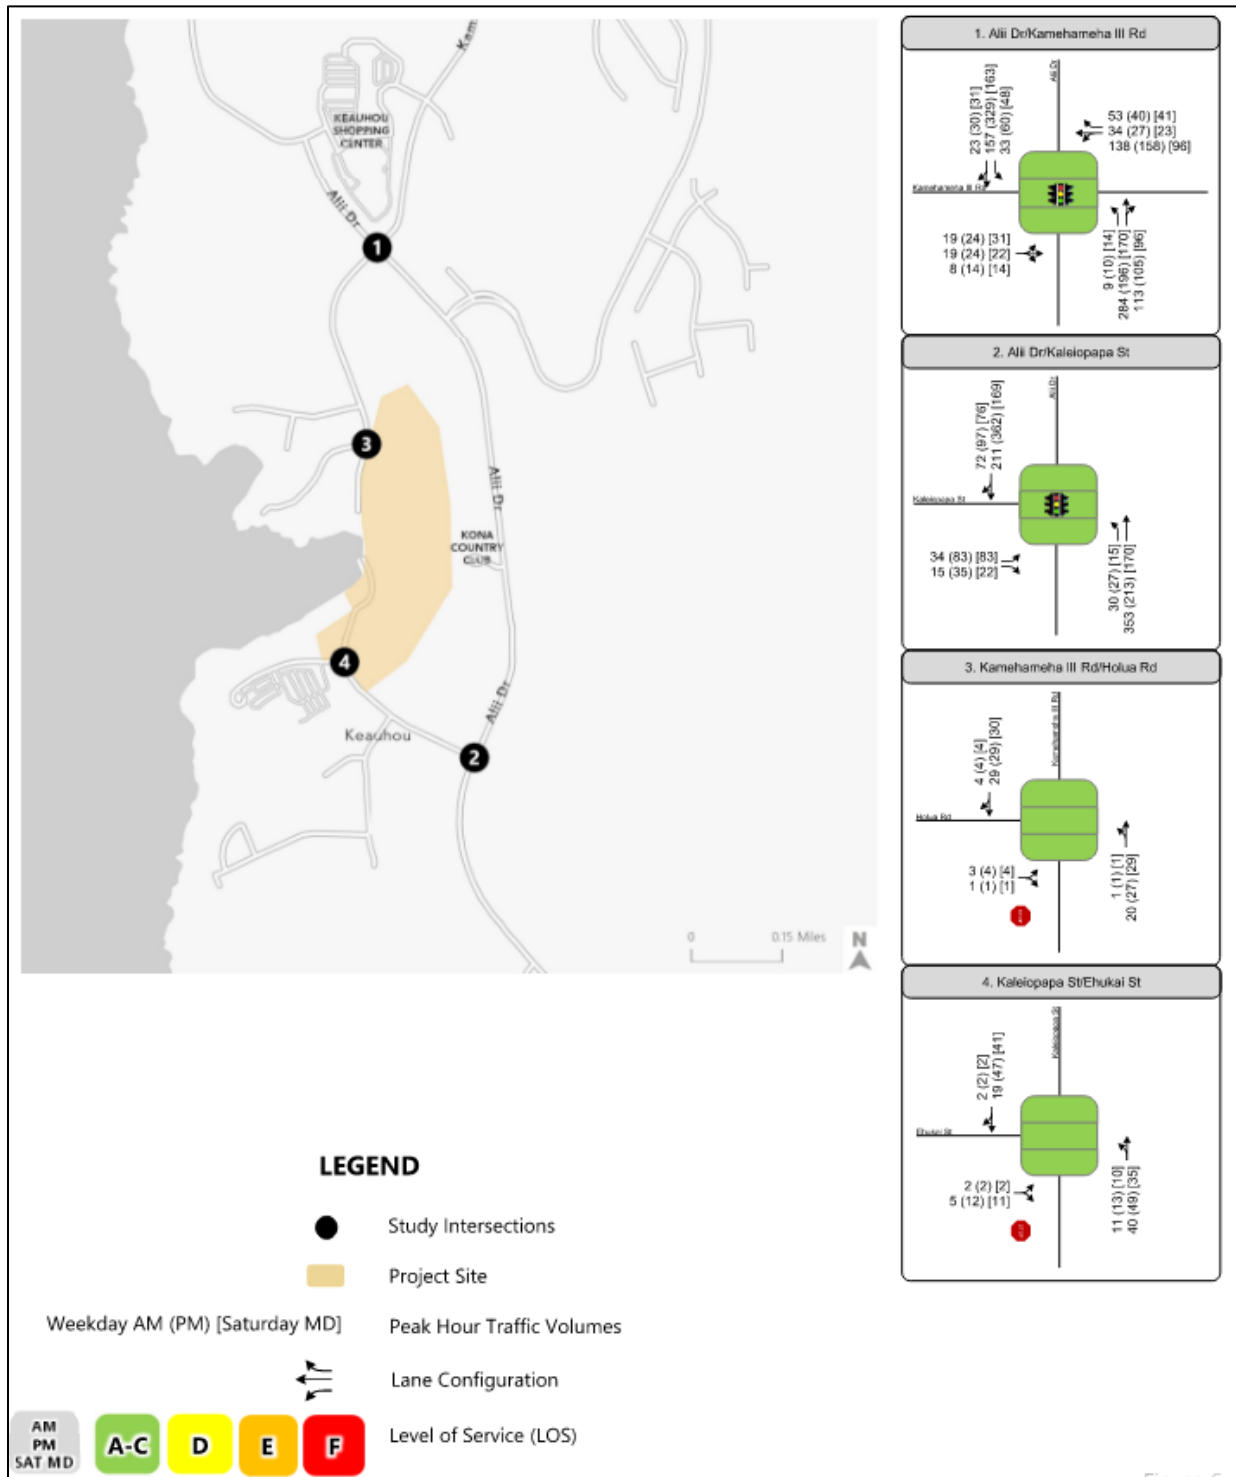 Kam
KEAUHOU
SHOPPING
CENTER
Alii Dr
1
3
Alii Dr
KONA
COUNTRY
CLUB
4
Alii Dr
Keauhou
2
0 0.15 Miles
N
1. Alii Dr/Kamehameha III Rd
Alii Dr
23 (30) [31]
157 (329) [163]
33 (60) [48]
53 (40) [41]
34 (27) [23]
138 (158) [96]
Kamehameha III Rd
19 (24) [31]
19 (24) [22]
8 (14) [14]
9 (10) [14]
284 (196) [170]
113 (105) [96]
2. Alii Dr/Kaleiopapa St
Alii Dr
72 (97) [76]
211 (362) [169]
Kaleiopapa St
34 (83) [83]
15 (35) [22]
30 (27) [15]
353 (213) [170]
3. Kamehameha III Rd/Holua Rd
Kamehameha III Rd
4 (4) [4]
29 (29) [30]
Holua Rd
3 (4) [4]
1 (1) [1]
1 (1) [1]
20 (27) [29]
4. Kaleiopapa St/Ehukai St
Kaleiopapa St
2 (2) [2]
19 (47) [41]
Ehukai St
2 (2) [2]
5 (12) [11]
11 (13) [10]
40 (49) [35]
LEGEND
Study Intersections
Project Site
Weekday AM (PM) [Saturday MD] Peak Hour Traffic Volumes
Lane Configuration
AM
PM
SAT MD
A-C D E F Level of Service (LOS)